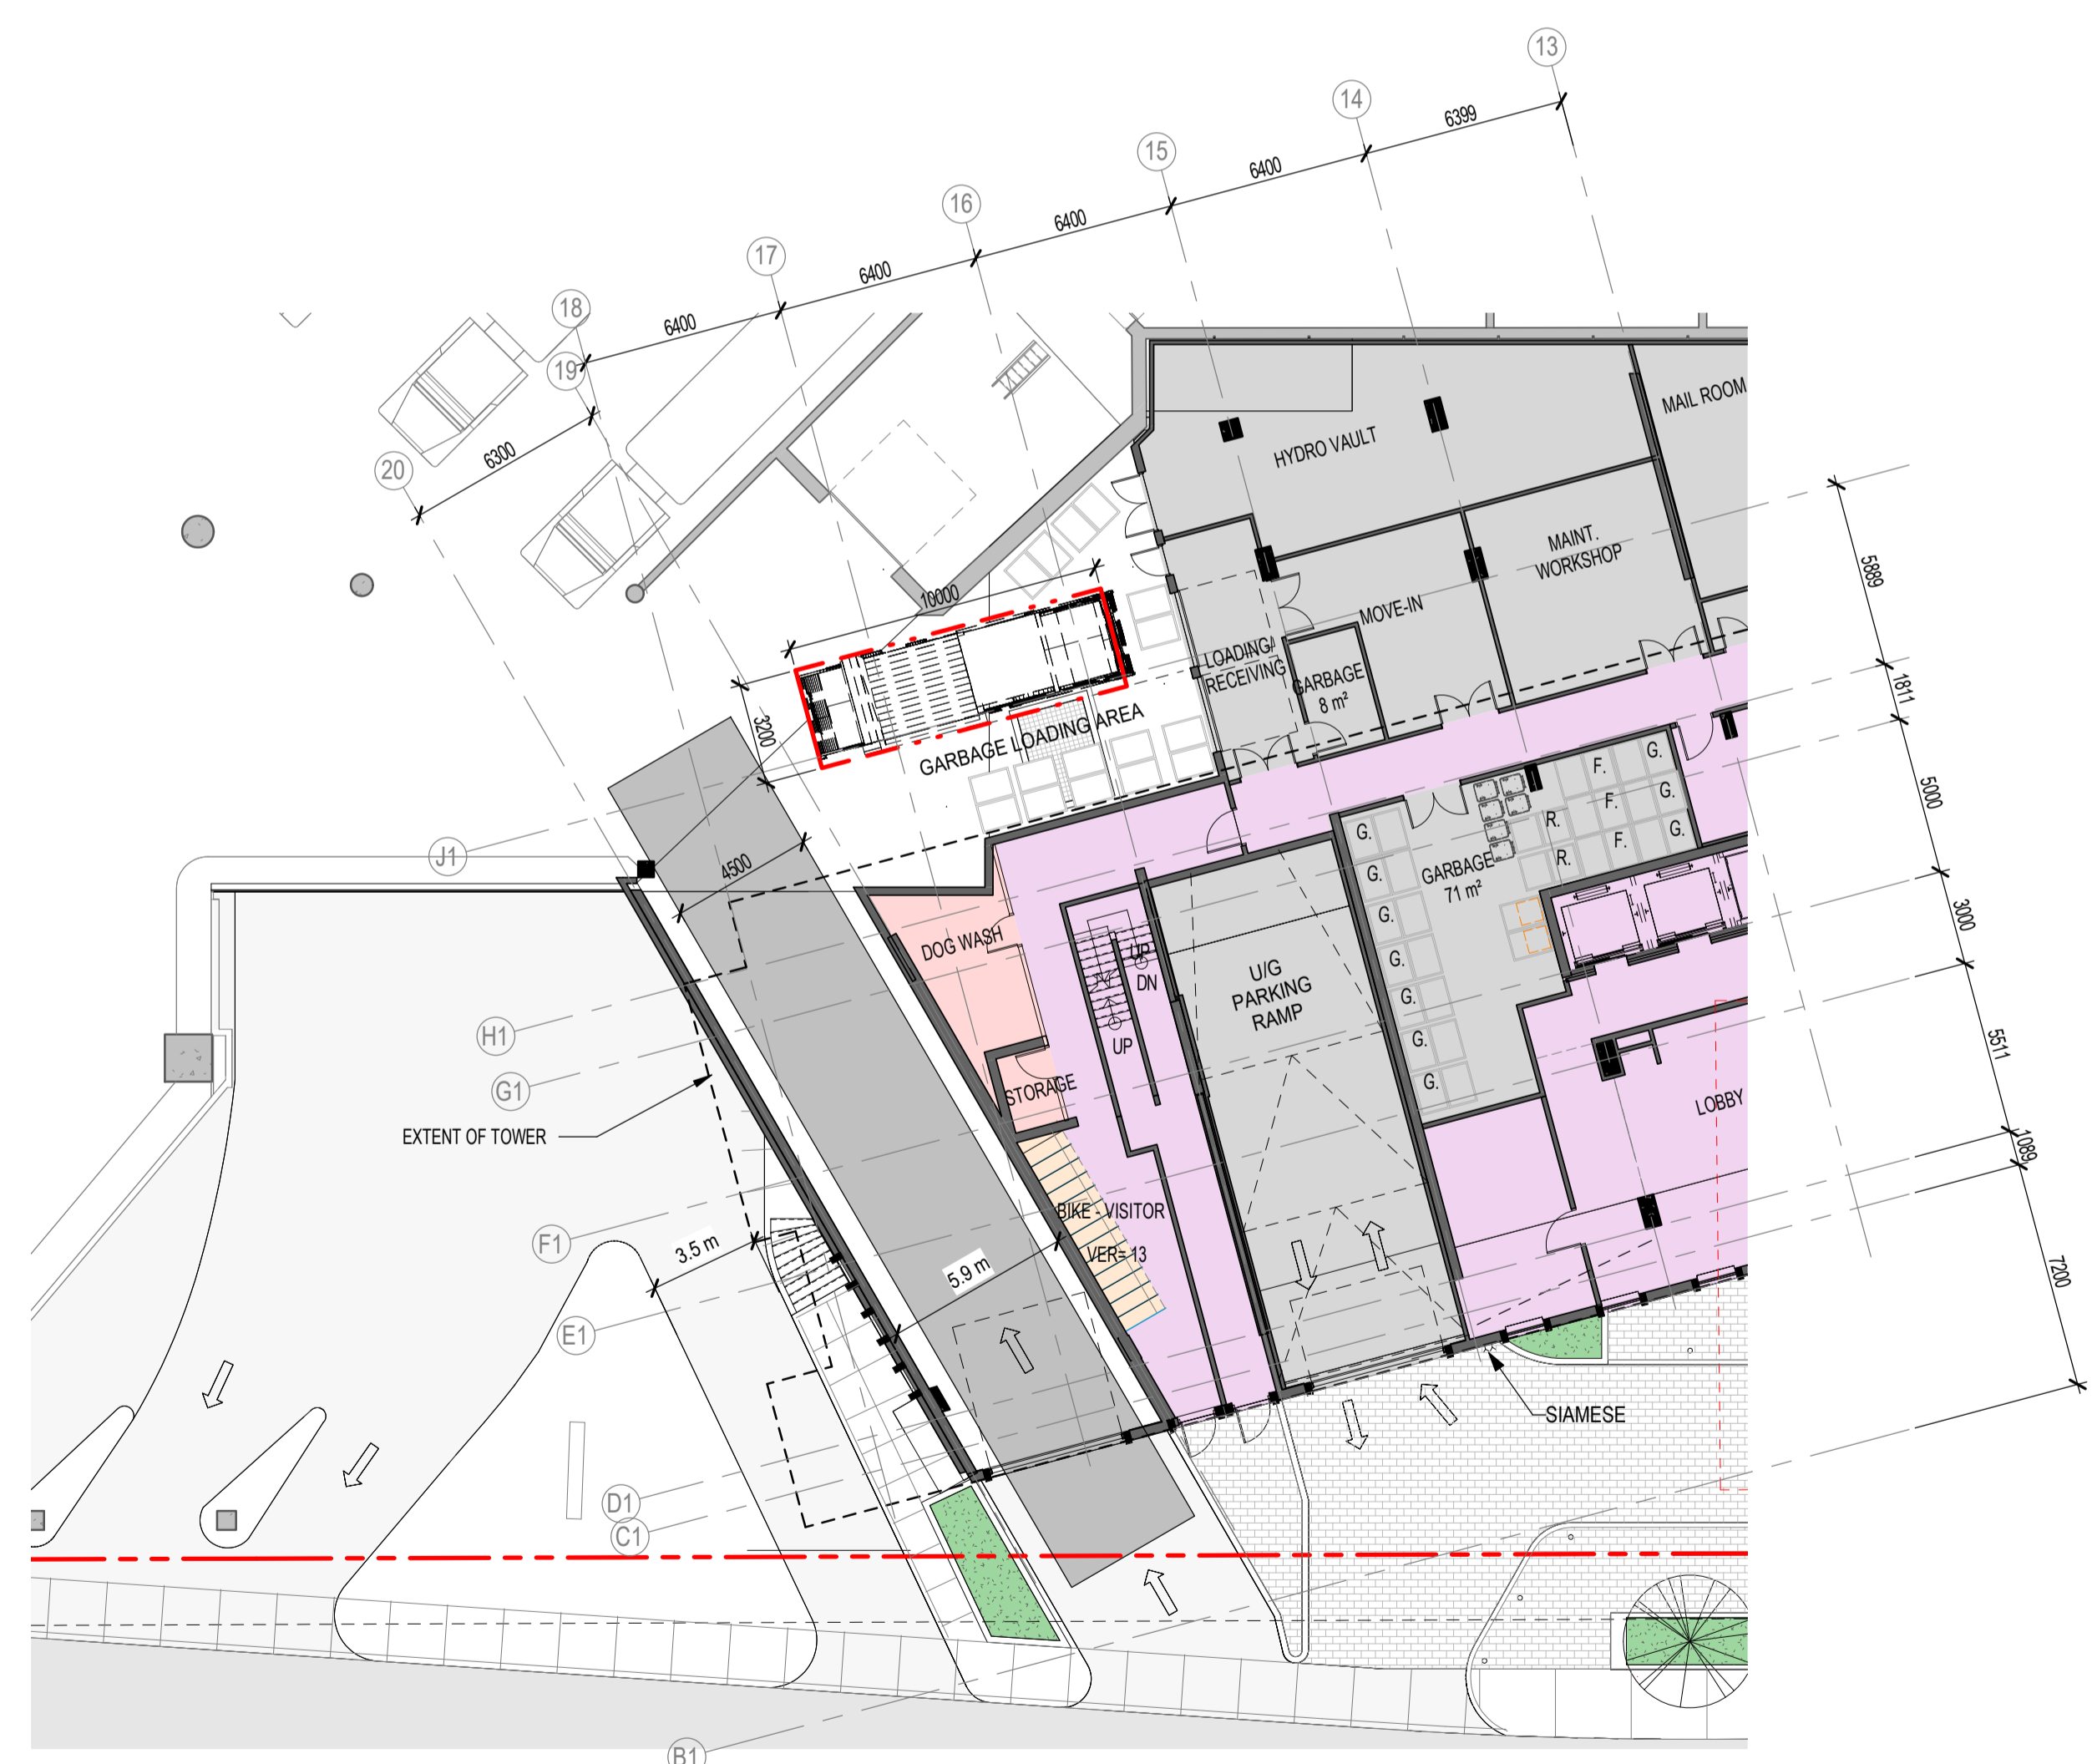 13
14
6399
15
6400
16
6400
17
6400
18
6400
19
6300
20
MAIL ROOM
HYDRO VAULT
MAINT.
WORKSHOP
5889
10000
MOVE-IN
LOADING/
RECEIVING
GARBAGE
8 m²
1811
3200
GARBAGE LOADING AREA
5000
G.
F.
G.
F.
R.
G.
F.
R.
G.
G.
G.
G.
G.
G.
G.
GARBAGE
71 m²
J1
4500
3000
DOG WASH
UP
DN
UP
U/G
PARKING
RAMP
H1
G1
5511
STORAGE
LOBBY
EXTENT OF TOWER
1089
F1
3.5 m
BIKE - VISITOR
VER= 13
5.9 m
7200
E1
SIAMESE
D1
C1
B1